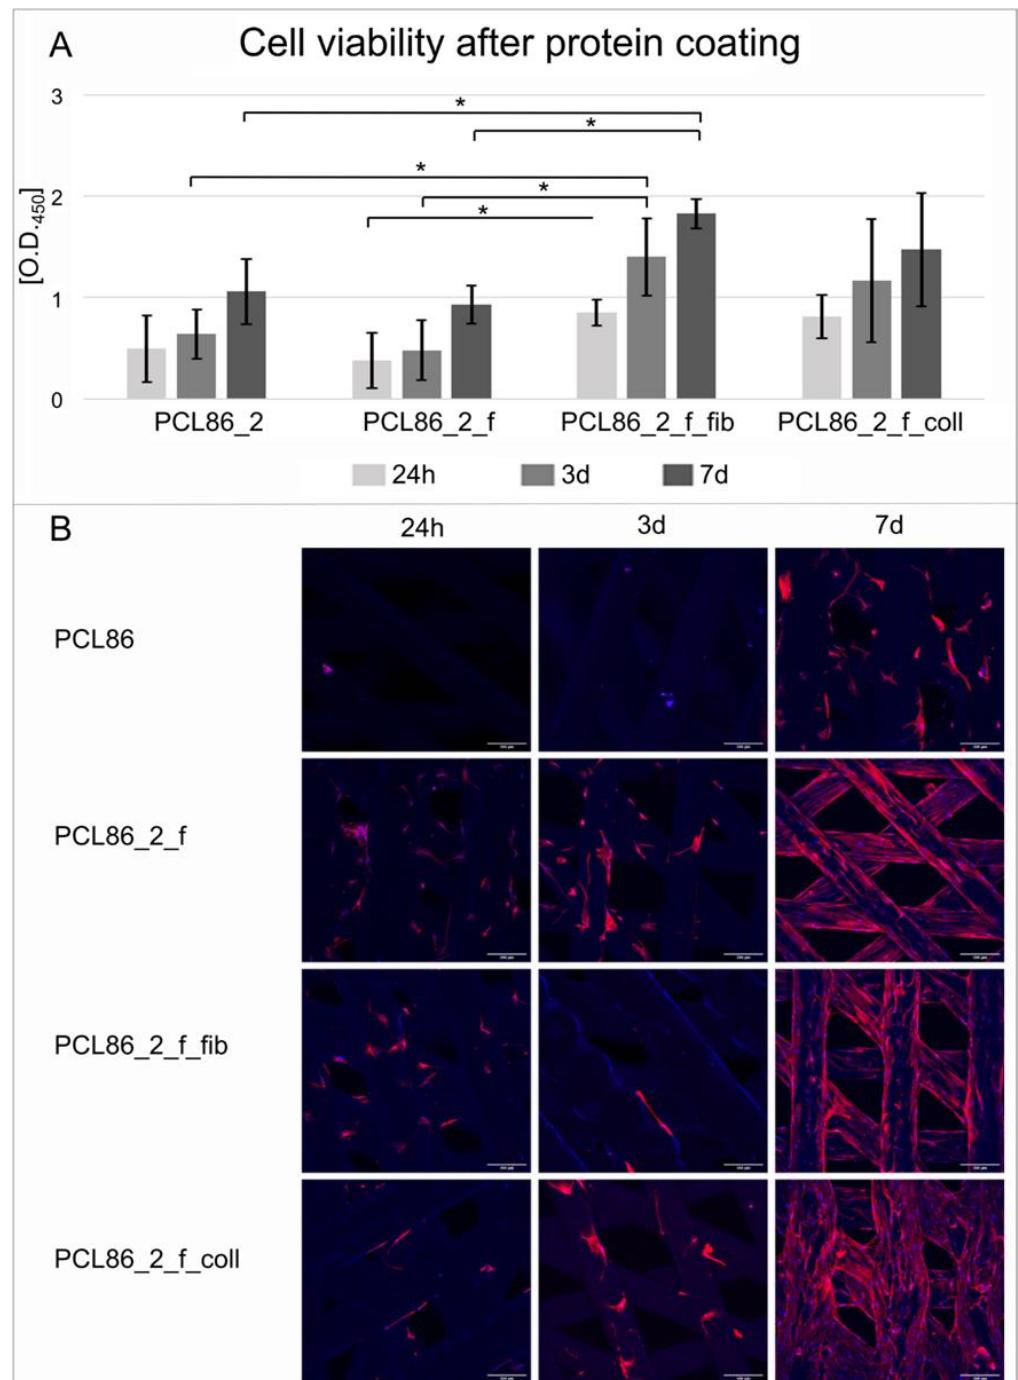 A
Cell viability after protein coating
3
*
*
*
2
*
*
[O.D.450]
1
0
PCL86_2 PCL86_2_f PCL86_2_f_fib PCL86_2_f_coll
24h 3d 7d
B
24h 3d 7d
PCL86
PCL86_2_f
PCL86_2_f_fib
PCL86_2_f_coll